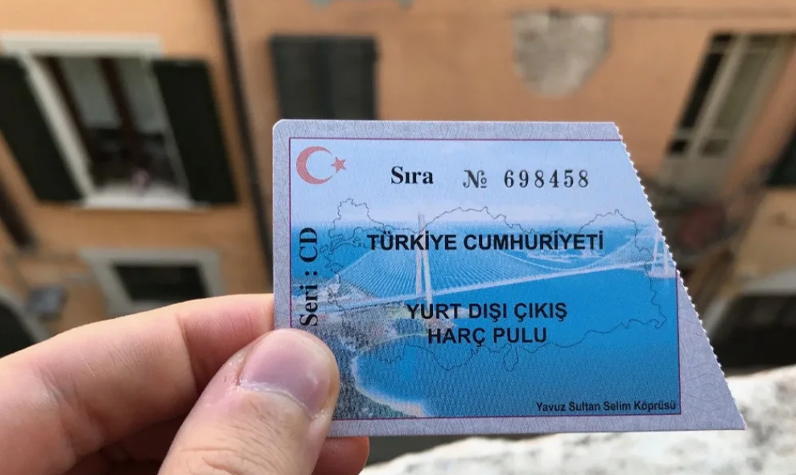 Sıra № 698458
Seri : CD
TÜRKİYE CUMHURİYETİ
YURT DIŞI ÇIKIŞ
HARÇ PULU
Yavuz Sultan Selim Köprüsü